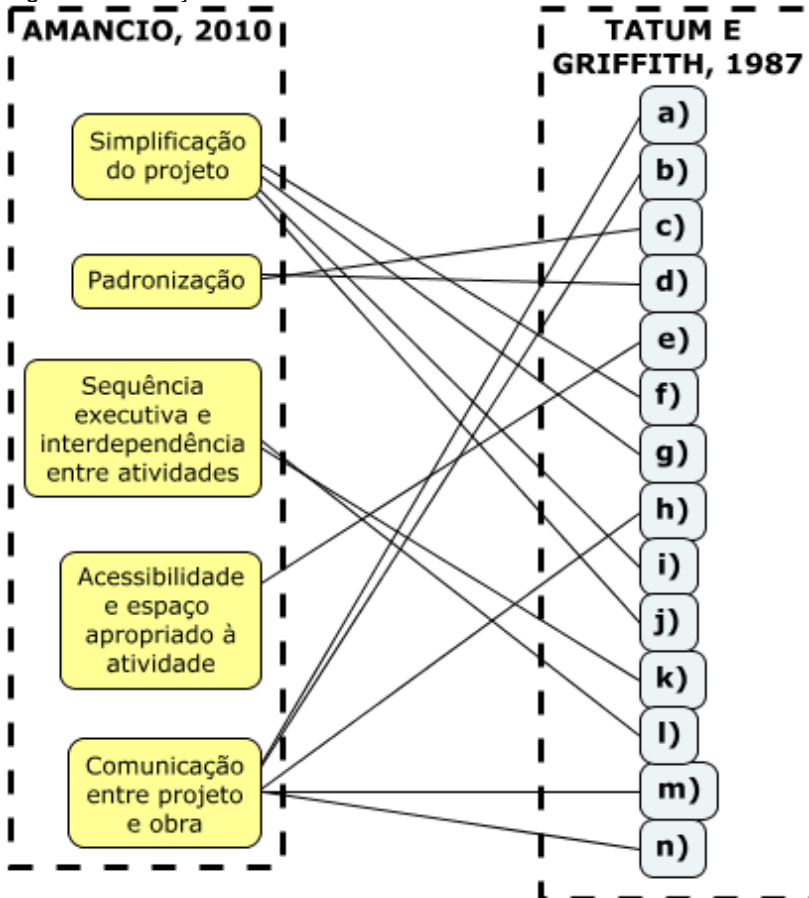 AMANCIO, 2010
Simplificação
do projeto
Padronização
Sequência
executiva e
interdependência
entre atividades
Acessibilidade
e espaço
apropriado à
atividade
Comunicação
entre projeto
e obra
TATUM E
GRIFFITH, 1987
a)
b)
c)
d)
e)
f)
g)
h)
i)
j)
k)
l)
m)
n)